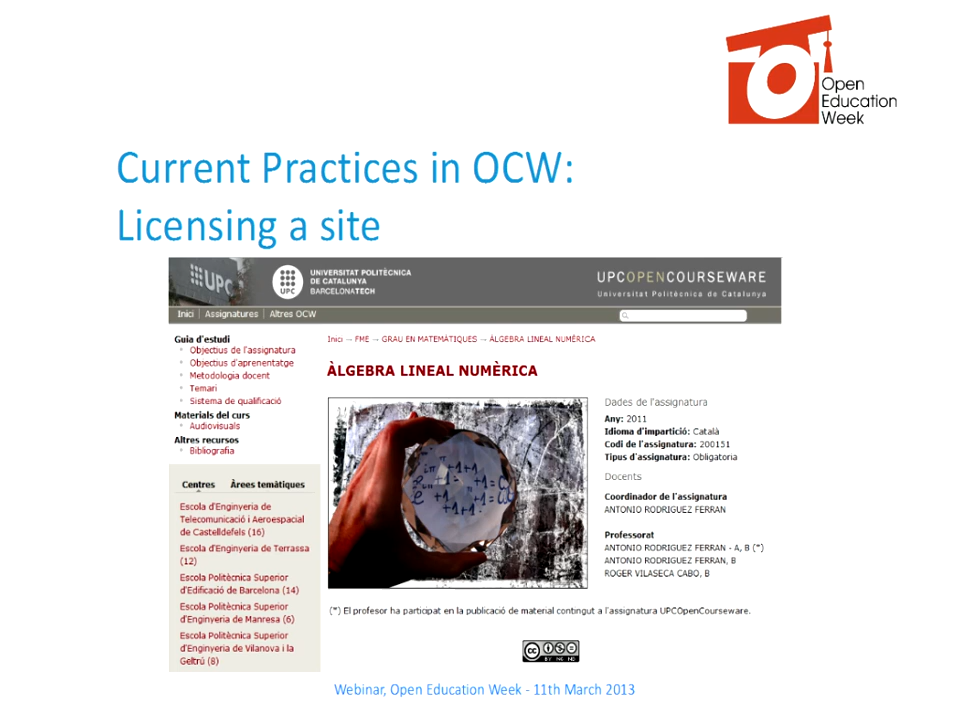 Open
Education
Week
Current Practices in OCW:
Licensing a site
UPC
UPC
UNIVERSITAT POLITÈCNICA
DE CATALUNYA
BARCELONATECH
UPCOPENCOURSEWARE
Universitat Politècnica de Catalunya
Inici | Assignatures | Altres OCW
Guia d'estudi
Objectius de l'assignatura
Objectius d'aprenentatge
Metodologia docent
Temari
Sistema de qualificació
Materials del curs
Audiovisuals
Altres recursos
Bibliografia
Centres Àrees temàtiques
Escola d'Enginyeria de
Telecomunicació i Aeroespacial
de Castelldefels (16)
Escola d'Enginyeria de Terrassa
(12)
Escola Politècnica Superior
d'Edificació de Barcelona (14)
Escola Politècnica Superior
d'Enginyeria de Manresa (6)
Escola Politècnica Superior
d'Enginyeria de Vilanova i la
Geltrú (8)
Inici → FME → GRAU EN MATEMÀTIQUES → ÀLGEBRA LINEAL NUMÈRICA
ÀLGEBRA LINEAL NUMÈRICA
Dades de l'assignatura
Any: 2011
Idioma d'impartició: Català
Codi de l'assignatura: 200151
Tipus d'assignatura: Obligatoria
Docents
Coordinador de l'assignatura
ANTONIO RODRIGUEZ FERRAN
Professorat
ANTONIO RODRIGUEZ FERRAN - A, B (*)
ANTONIO RODRIGUEZ FERRAN, B
ROGER VILASECA CABO, B
(*) El profesor ha participat en la publicació de material contingut a l'assignatura UPCOpenCourseware.
cc
BY NC ND
Webinar, Open Education Week - 11th March 2013